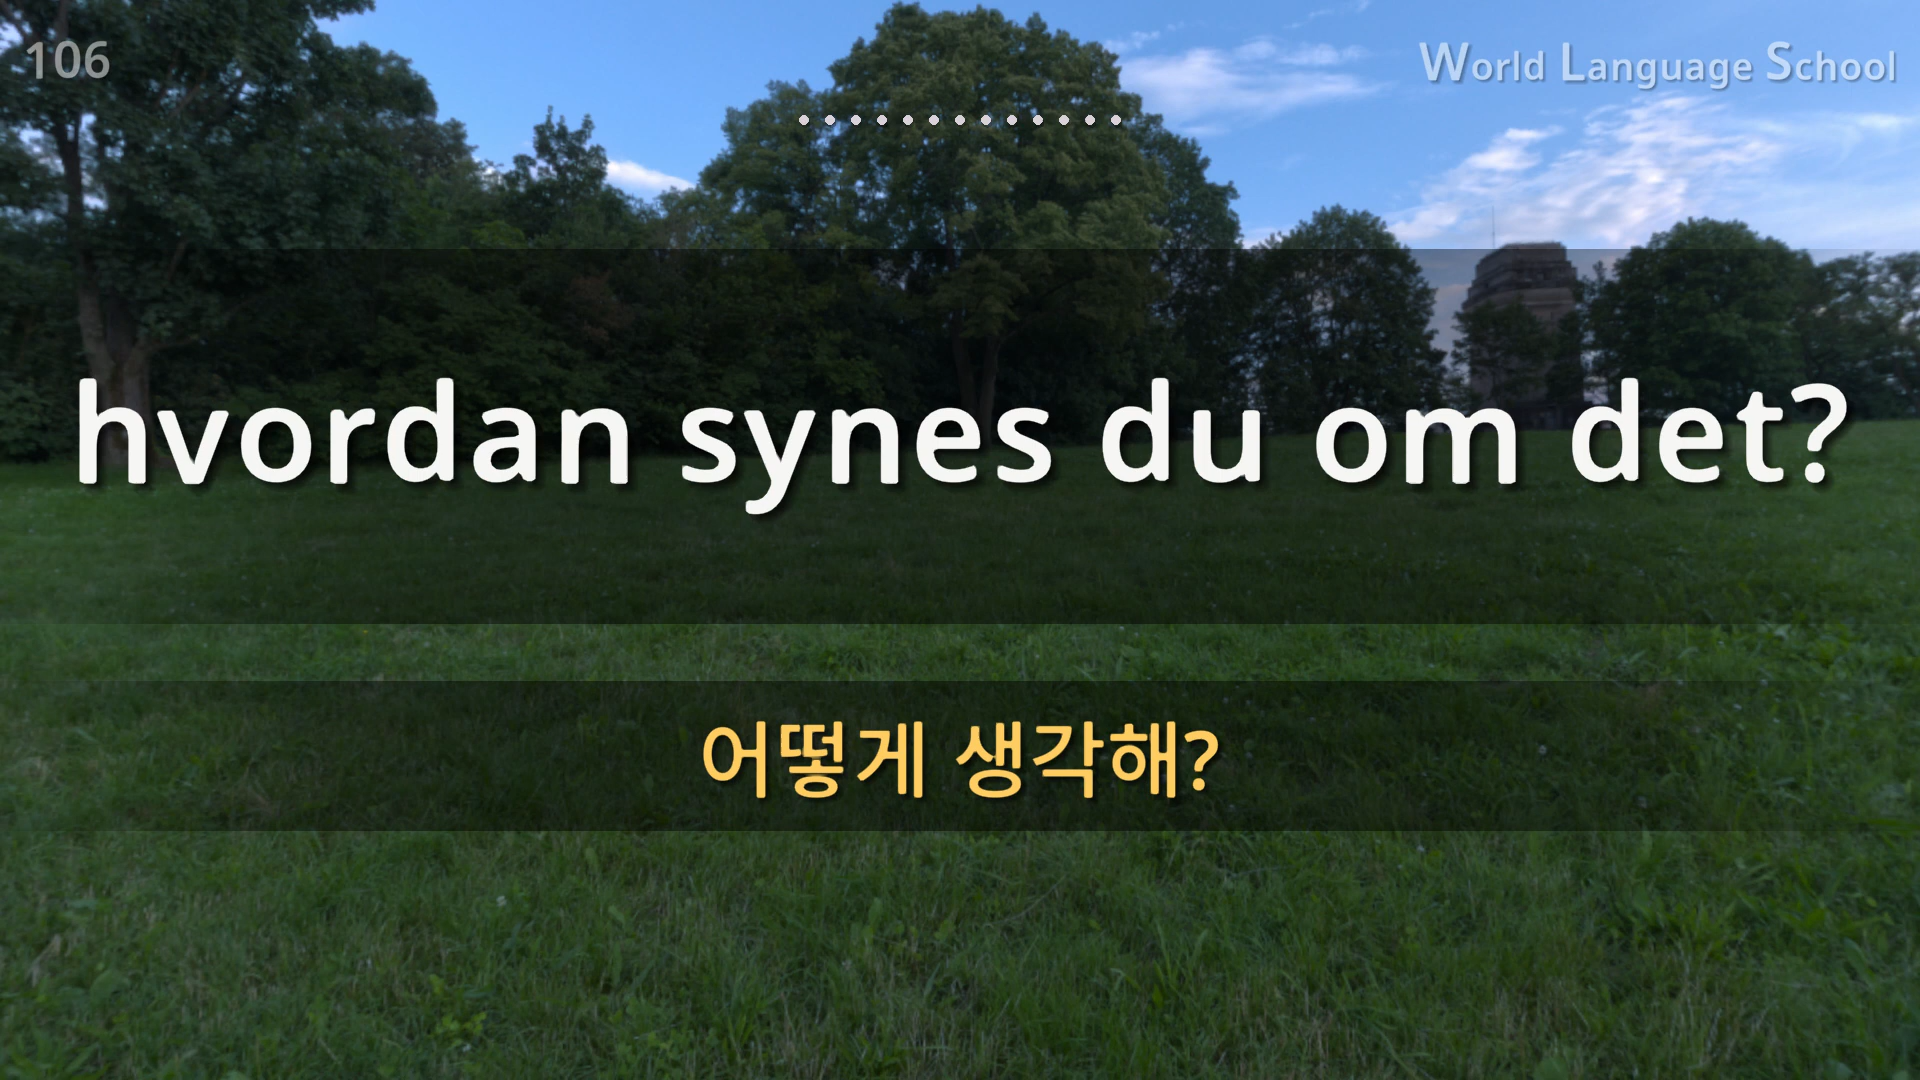 106
World Language School
hvordan synes du om det?
어떻게 생각해?